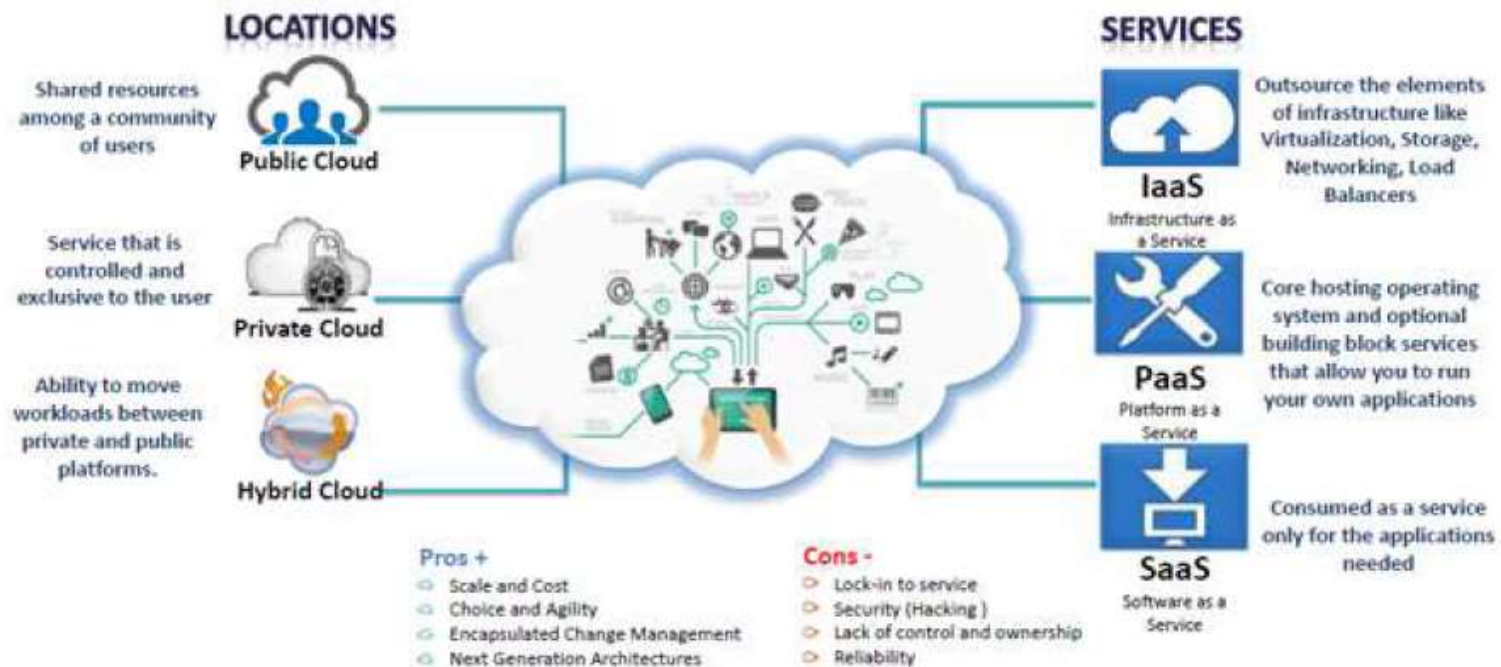 LOCATIONS
Shared resources
among a community
of users
Public Cloud
Service that is
controlled and
exclusive to the user
Private Cloud
Ability to move
workloads between
private and public
platforms.
Hybrid Cloud
SERVICES
IaaS
Infrastructure as
a Service
Outsource the elements
of infrastructure like
Virtualization, Storage,
Networking, Load
Balancers
PaaS
Platform as a
Service
Core hosting operating
system and optional
building block services
that allow you to run
your own applications
SaaS
Software as a
Service
Consumed as a service
only for the applications
needed
Pros +
Scale and Cost
Choice and Agility
Encapsulated Change Management
Next Generation Architectures
Cons -
Lock-in to service
Security (Hacking )
Lack of control and ownership
Reliability